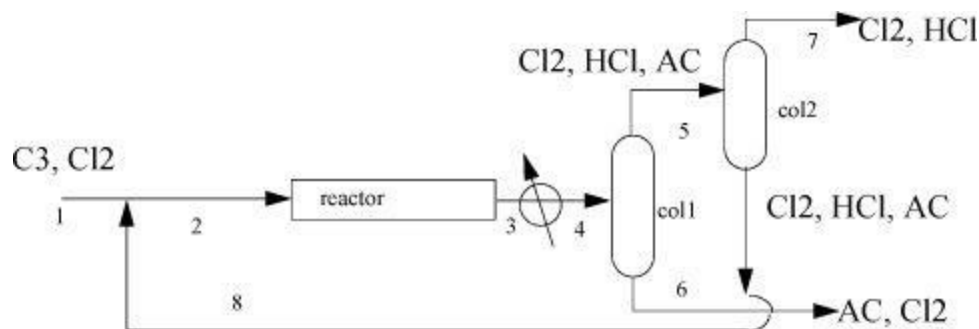 7
Cl2, HCl
Cl2, HCl, AC
col2
5
C3, Cl2
reactor
1
2
3
4
col1
Cl2, HCl, AC
6
8
AC, Cl2